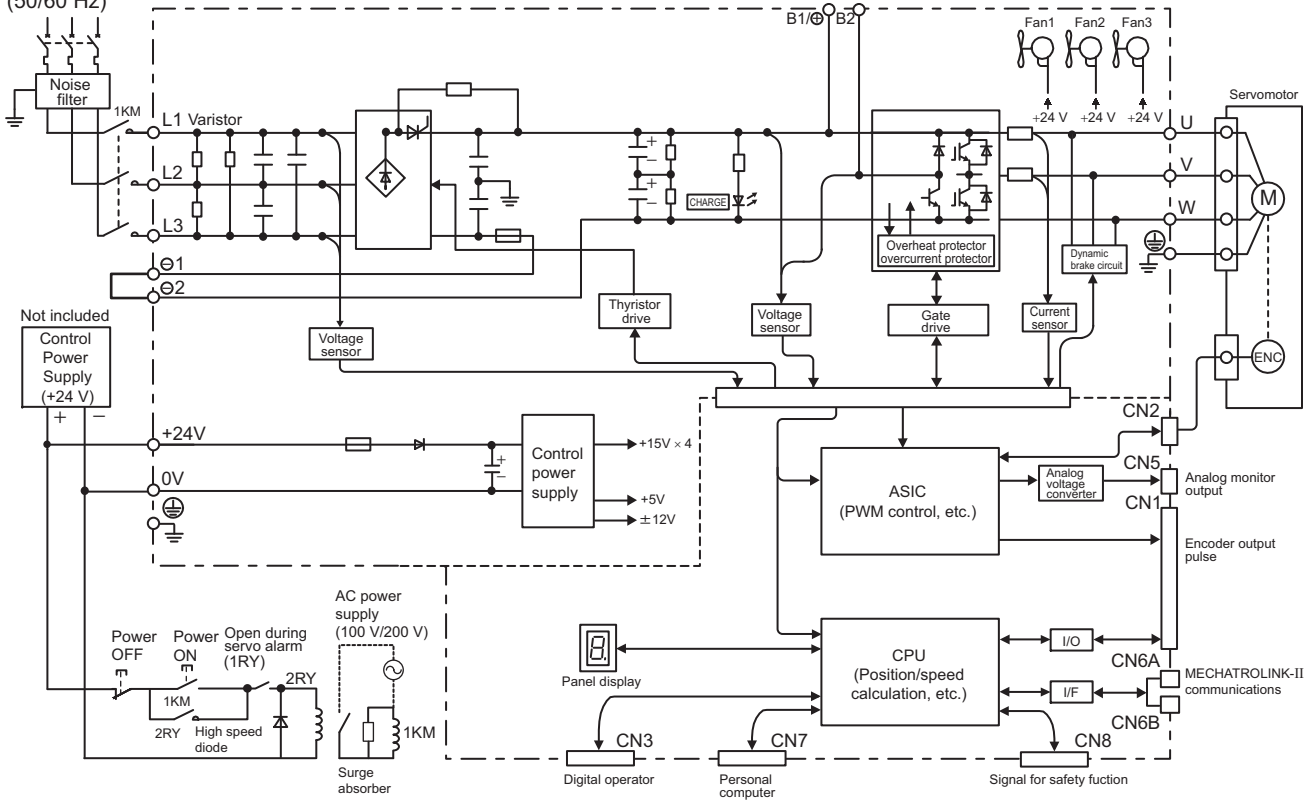 (50/60 Hz)
Noise
filter
1KM
L1 Varistor
L2
L3
⊖1
⊖2
B1/⊕ B2
Fan1
Fan2
Fan3
+24 V
+24 V
+24 V
Servomotor
U
V
W
M
ENC
CHARGE
Overheat protector
overcurrent protector
Dynamic
brake circuit
Thyristor
drive
Voltage
sensor
Voltage
sensor
Gate
drive
Current
sensor
Not included
Control
Power
Supply
(+24 V)
+
−
+24V
0V
+
−
+
−
+
−
Control
power
supply
+15V × 4
+5V
±12V
ASIC
(PWM control, etc.)
Analog
voltage
converter
CN2
CN5
Analog monitor
output
CN1
Encoder output
pulse
Power
OFF
Power
ON
Open during
servo alarm
(1RY)
1KM
2RY
2RY
High speed
diode
AC power
supply
(100 V/200 V)
1KM
Surge
absorber
8.
Panel display
CPU
(Position/speed
calculation, etc.)
I/O
I/F
CN6A
MECHATROLINK-II
communications
CN6B
CN3
Digital operator
CN7
Personal
computer
CN8
Signal for safety fuction